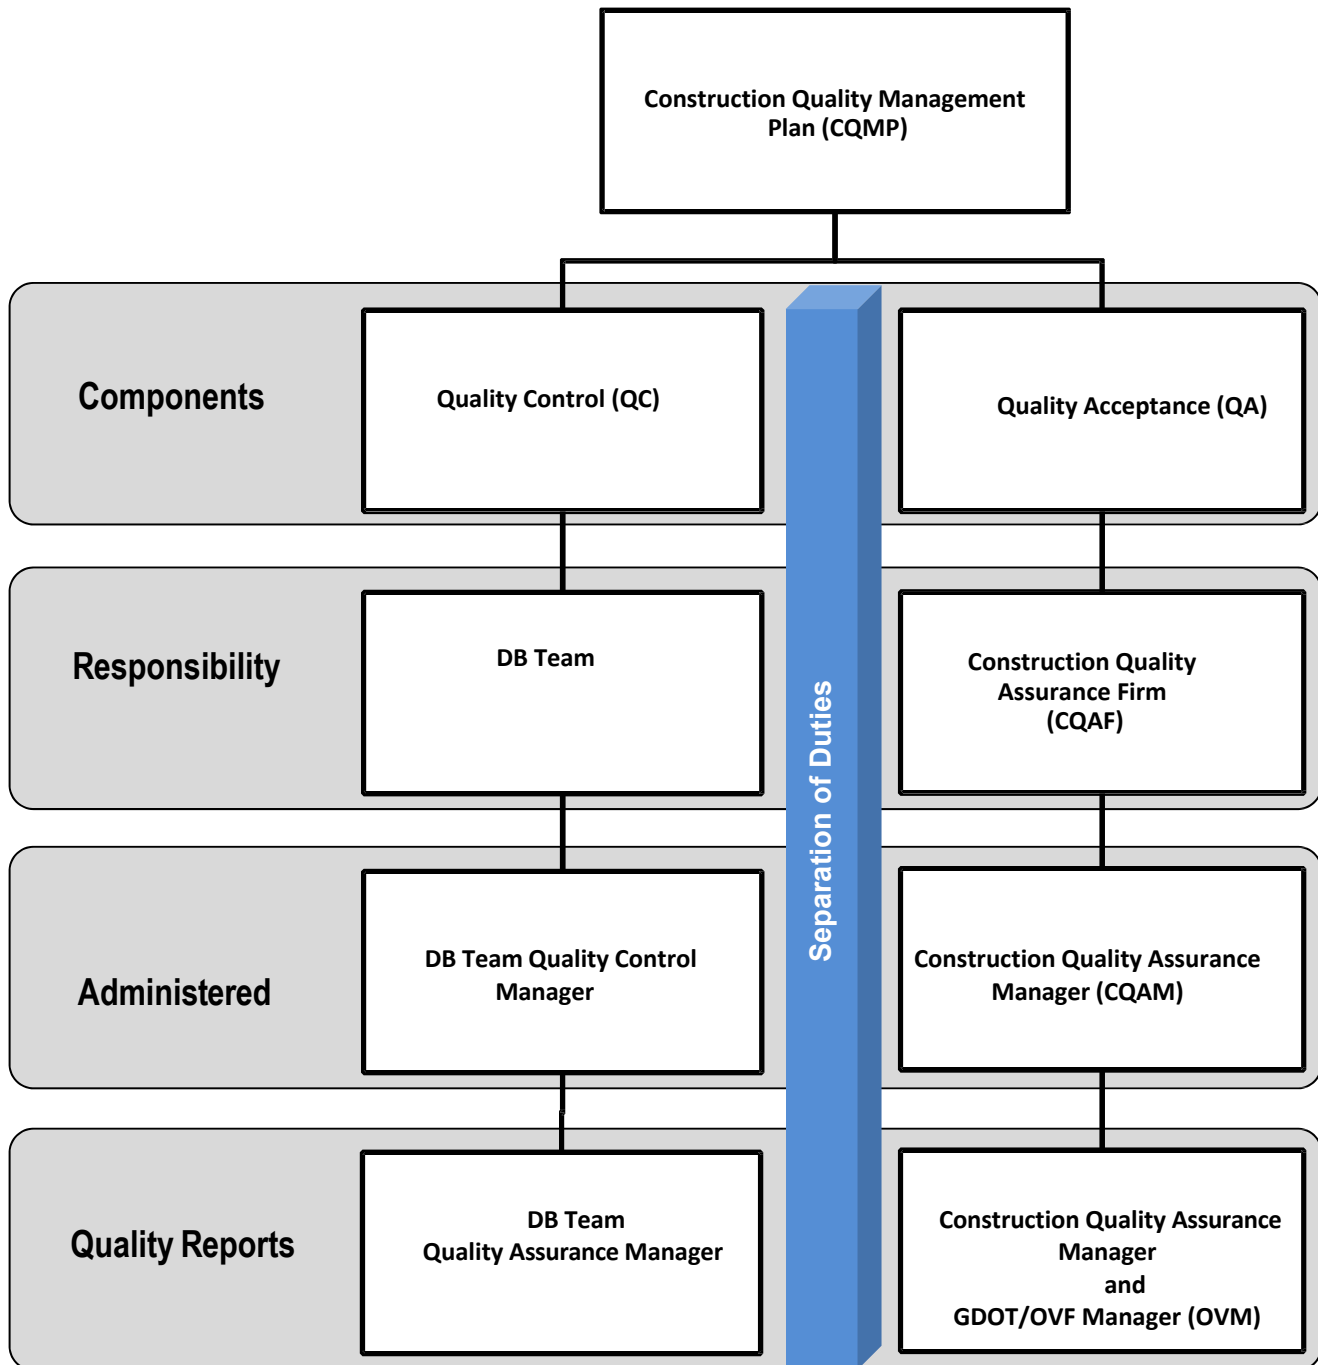 Construction Quality Management
Plan (CQMP)
Components
Quality Control (QC)
Quality Acceptance (QA)
Responsibility
DB Team
Construction Quality
Assurance Firm
(CQAF)
Separation of Duties
Administered
DB Team Quality Control
Manager
Construction Quality Assurance
Manager (CQAM)
Quality Reports
DB Team
Quality Assurance Manager
Construction Quality Assurance
Manager
and
GDOT/OVF Manager (OVM)